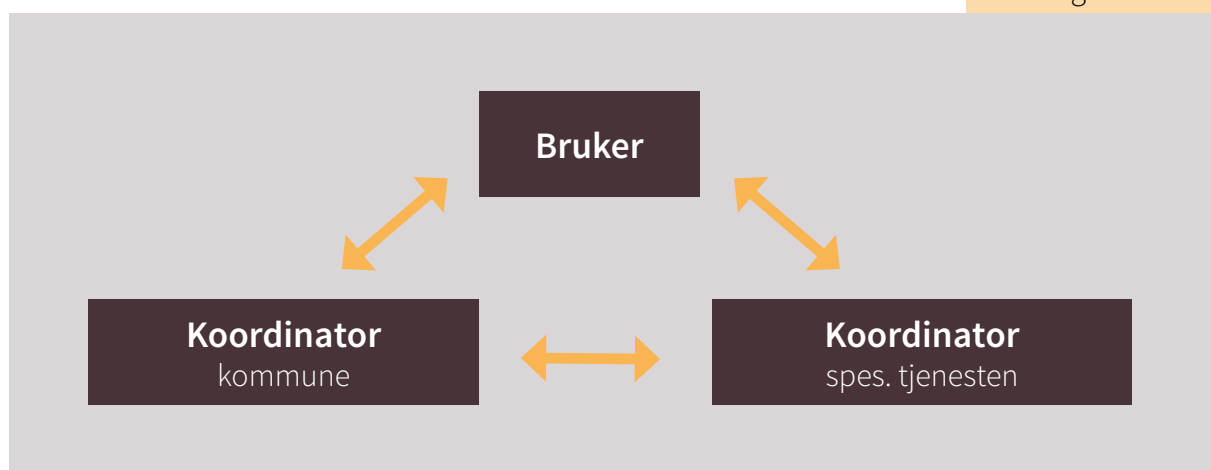 Bruker
Koordinator
kommune
Koordinator
spes. tjenesten